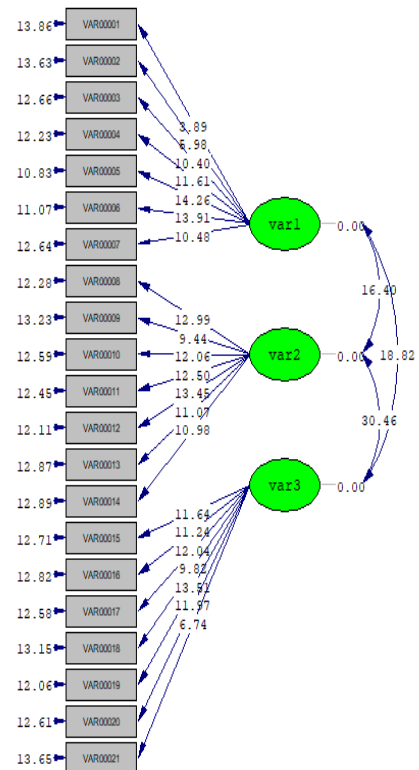 13.86 VAR00001
13.63 VAR00002
12.66 VAR00003
12.23 VAR00004
10.83 VAR00005
11.07 VAR00006
12.64 VAR00007
12.28 VAR00008
13.23 VAR00009
12.59 VAR00010
12.45 VAR00011
12.11 VAR00012
12.87 VAR00013
12.89 VAR00014
12.71 VAR00015
12.82 VAR00016
12.58 VAR00017
13.15 VAR00018
12.06 VAR00019
12.61 VAR00020
13.65 VAR00021
3.89
5.98
10.40
11.61
14.26
13.91
10.48
12.99
9.44
12.06
12.50
13.45
11.07
10.98
11.64
11.24
12.04
9.82
13.51
11.97
6.74
var1 0.00
var2 0.00
var3 0.00
16.40
18.82
30.46